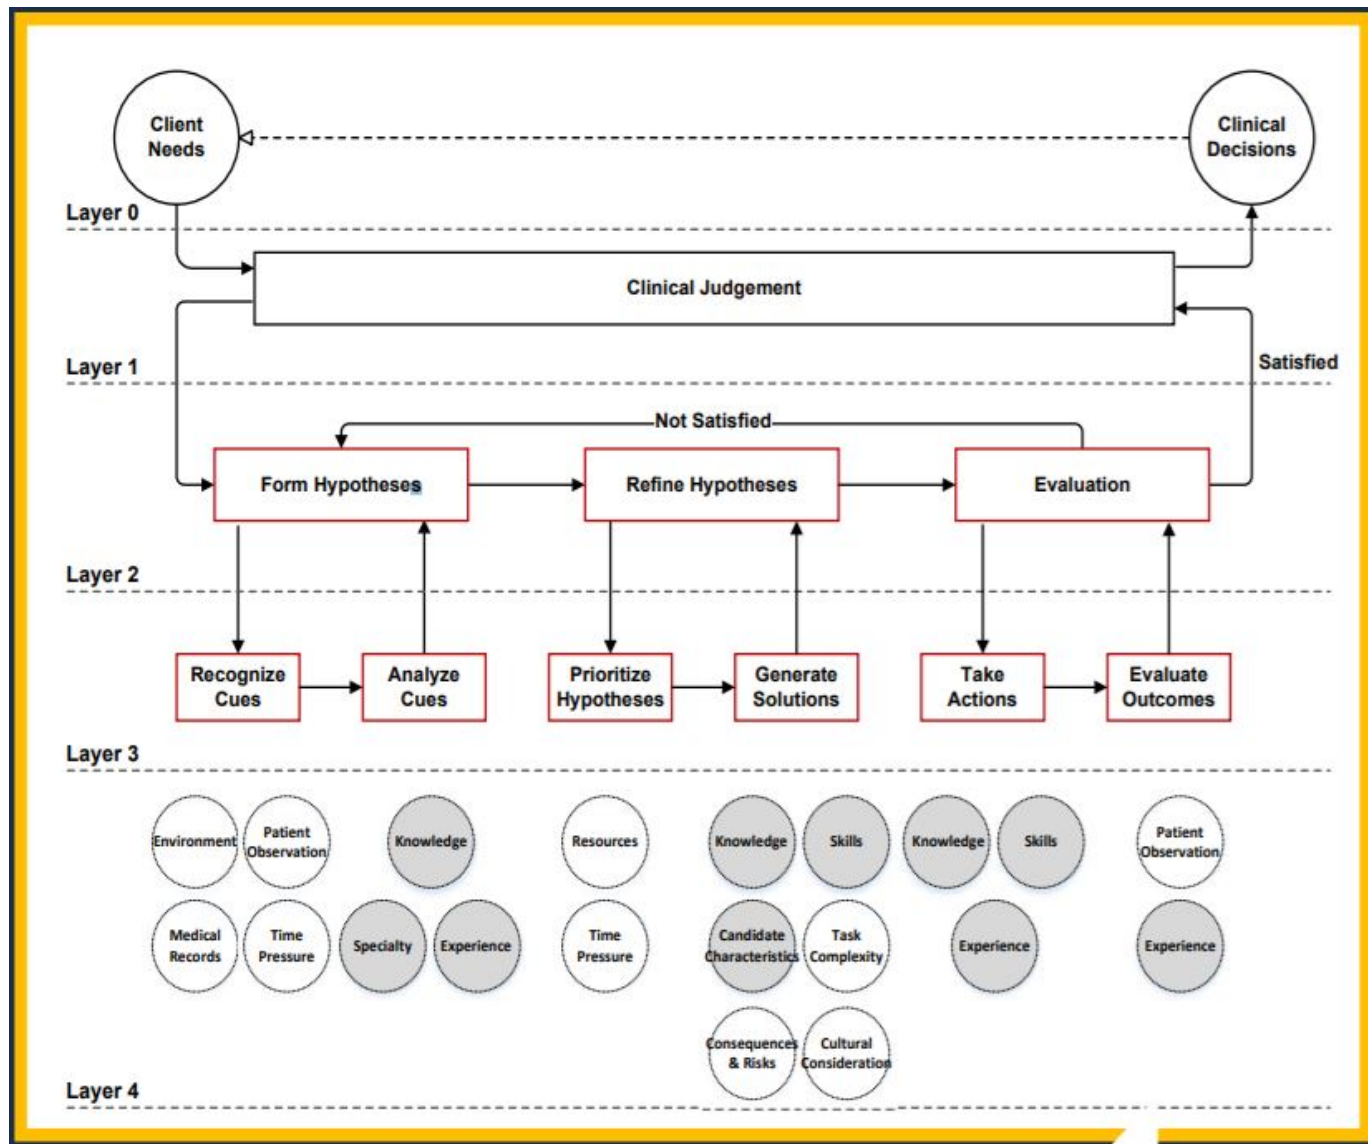 Client
Needs
Clinical
Decisions
Layer 0
Clinical Judgement
Layer 1
Satisfied
Not Satisfied
Form Hypotheses
Refine Hypotheses
Evaluation
Layer 2
Recognize
Cues
Analyze
Cues
Prioritize
Hypotheses
Generate
Solutions
Take
Actions
Evaluate
Outcomes
Layer 3
Environment
Patient
Observation
Knowledge
Resources
Knowledge
Skills
Knowledge
Skills
Patient
Observation
Medical
Records
Time
Pressure
Specialty
Experience
Time
Pressure
Candidate
Characteristics
Task
Complexity
Experience
Experience
Consequences
& Risks
Cultural
Consideration
Layer 4